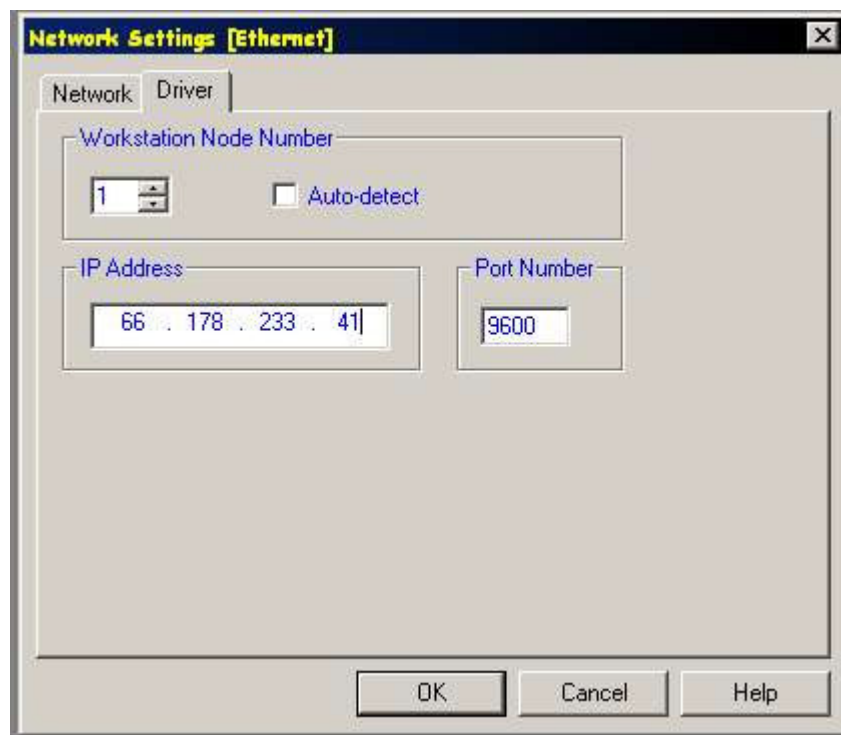 Network Settings [Ethernet]
Network Driver
Workstation Node Number
1 Auto-detect
IP Address Port Number
66 . 178 . 233 . 41 9600
OK Cancel Help